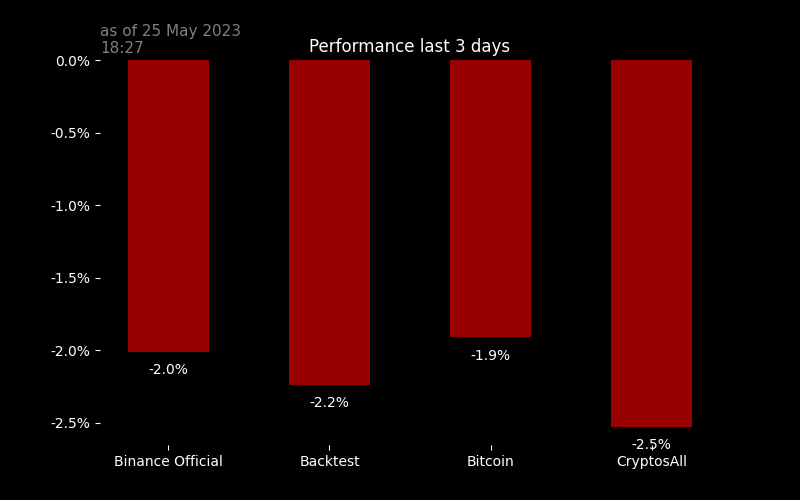 as of 25 May 2023
18:27
Performance last 3 days
0.0%
-0.5%
-1.0%
-1.5%
-2.0%
-2.5%
-2.0%
-2.2%
-1.9%
-2.5%
Binance Official
Backtest
Bitcoin
CryptosAll